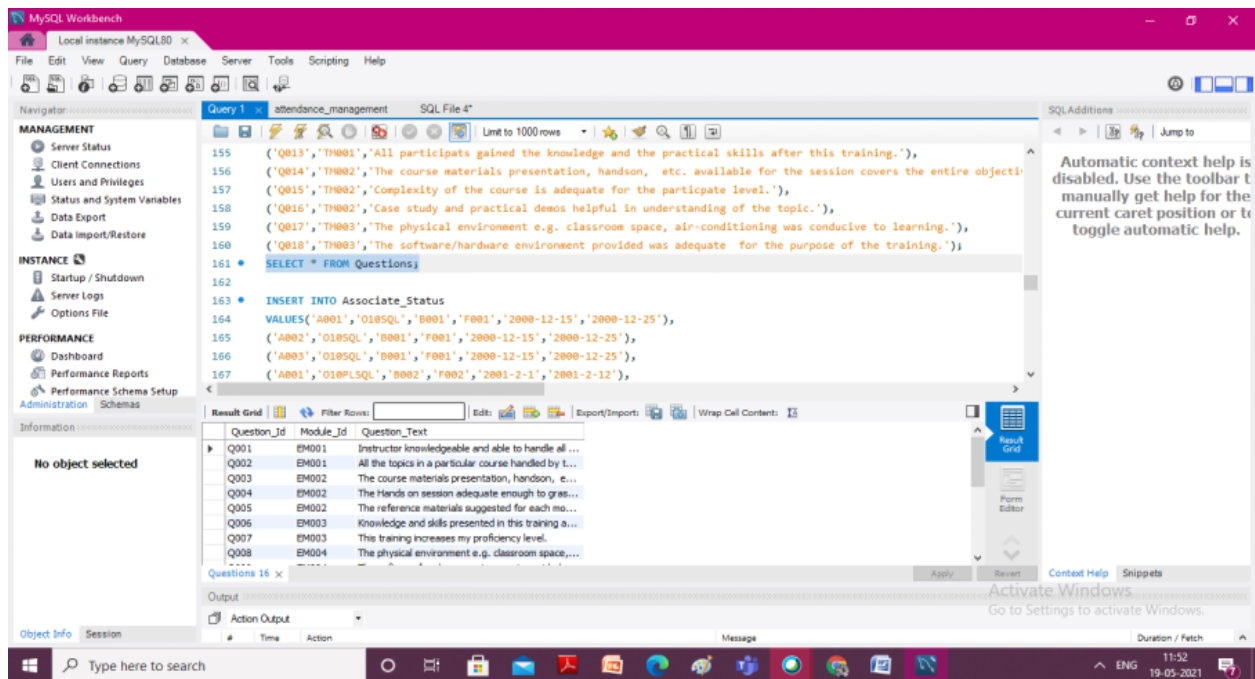 MySQL Workbench
Local instance MySQL80 ×
File Edit View Query Database Server Tools Scripting Help
Navigator
MANAGEMENT
Server Status
Client Connections
Users and Privileges
Status and System Variables
Data Export
Data Import/Restore
INSTANCE
Startup / Shutdown
Server Logs
Options File
PERFORMANCE
Dashboard
Performance Reports
Performance Schema Setup
Administration Schemas
Information
No object selected
Object Info Session
Query 1 × attendance_management SQL File 4*
Limit to 1000 rows
155 ('Q013','TM001','All participats gained the knowledge and the practical skills after this training.'),
156 ('Q014','TM002','The course materials presentation, handson, etc. available for the session covers the entire objecti
157 ('Q015','TM002','Complexity of the course is adequate for the particpate level.'),
158 ('Q016','TM002','Case study and practical demos helpful in understanding of the topic.'),
159 ('Q017','TM003','The physical environment e.g. classroom space, air-conditioning was conducive to learning.'),
160 ('Q018','TM003','The software/hardware environment provided was adequate for the purpose of the training.');
161 SELECT * FROM Questions;
162
163 INSERT INTO Associate_Status
164 VALUES('A001','O10SQL','B001','F001','2000-12-15','2000-12-25'),
165 ('A002','O10SQL','B001','F001','2000-12-15','2000-12-25'),
166 ('A003','O10SQL','B001','F001','2000-12-15','2000-12-25'),
167 ('A001','O10PLSQL','B002','F002','2001-2-1','2001-2-12'),
Result Grid Filter Rows: Edit: Export/Import: Wrap Cell Content:
Question_Id Module_Id Question_Text
Q001 EM001 Instructor knowledgeable and able to handle all ...
Q002 EM001 All the topics in a particular course handled by t...
Q003 EM002 The course materials presentation, handson, e...
Q004 EM002 The Hands on session adequate enough to gras...
Q005 EM002 The reference materials suggested for each mo...
Q006 EM003 Knowledge and skills presented in this training a...
Q007 EM003 This training increases my proficiency level.
Q008 EM004 The physical environment e.g. classroom space,...
Result Grid
Form Editor
Questions 16 ×
Apply Revert
Output
Action Output
# Time Action Message Duration / Fetch
SQLAdditions
Jump to
Automatic context help is
disabled. Use the toolbar t
manually get help for the
current caret position or to
toggle automatic help.
Context Help Snippets
Activate Windows
Go to Settings to activate Windows.
Type here to search
ENG
11:52
19-05-2021
7